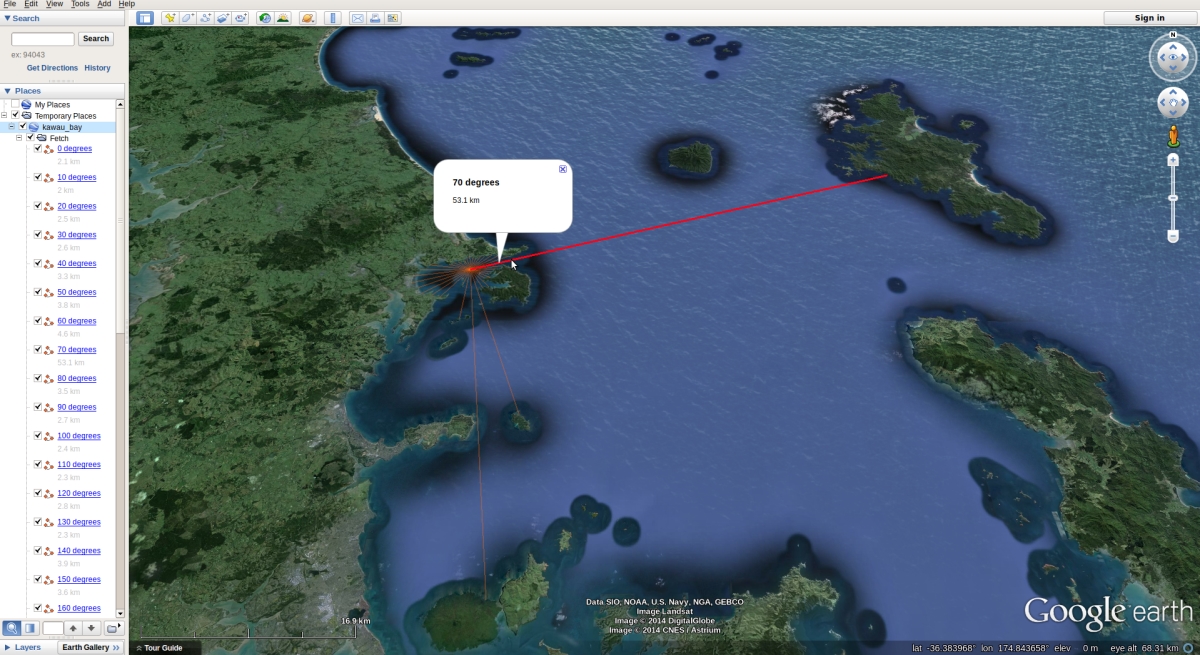 File Edit View Tools Add Help
Search
Search
ex: 94043
Get Directions History
Places
My Places
Temporary Places
kawau_bay
Fetch
0 degrees
2.1 km
10 degrees
2 km
20 degrees
2.5 km
30 degrees
2.6 km
40 degrees
3.3 km
50 degrees
3.8 km
60 degrees
4.6 km
70 degrees
53.1 km
80 degrees
3.5 km
90 degrees
2.7 km
100 degrees
2.4 km
110 degrees
2.3 km
120 degrees
2.8 km
130 degrees
2.3 km
140 degrees
3.9 km
150 degrees
3.6 km
160 degrees
Layers
Earth Gallery >>
Sign in
N
70 degrees
53.1 km
16.9 km
Data SIO, NOAA, U.S. Navy, NGA, GEBCO
Image Landsat
Image © 2014 DigitalGlobe
Image © 2014 CNES / Astrium
Google earth
Tour Guide
lat -36.383968° lon 174.843658° elev 0 m eye alt 68.31 km